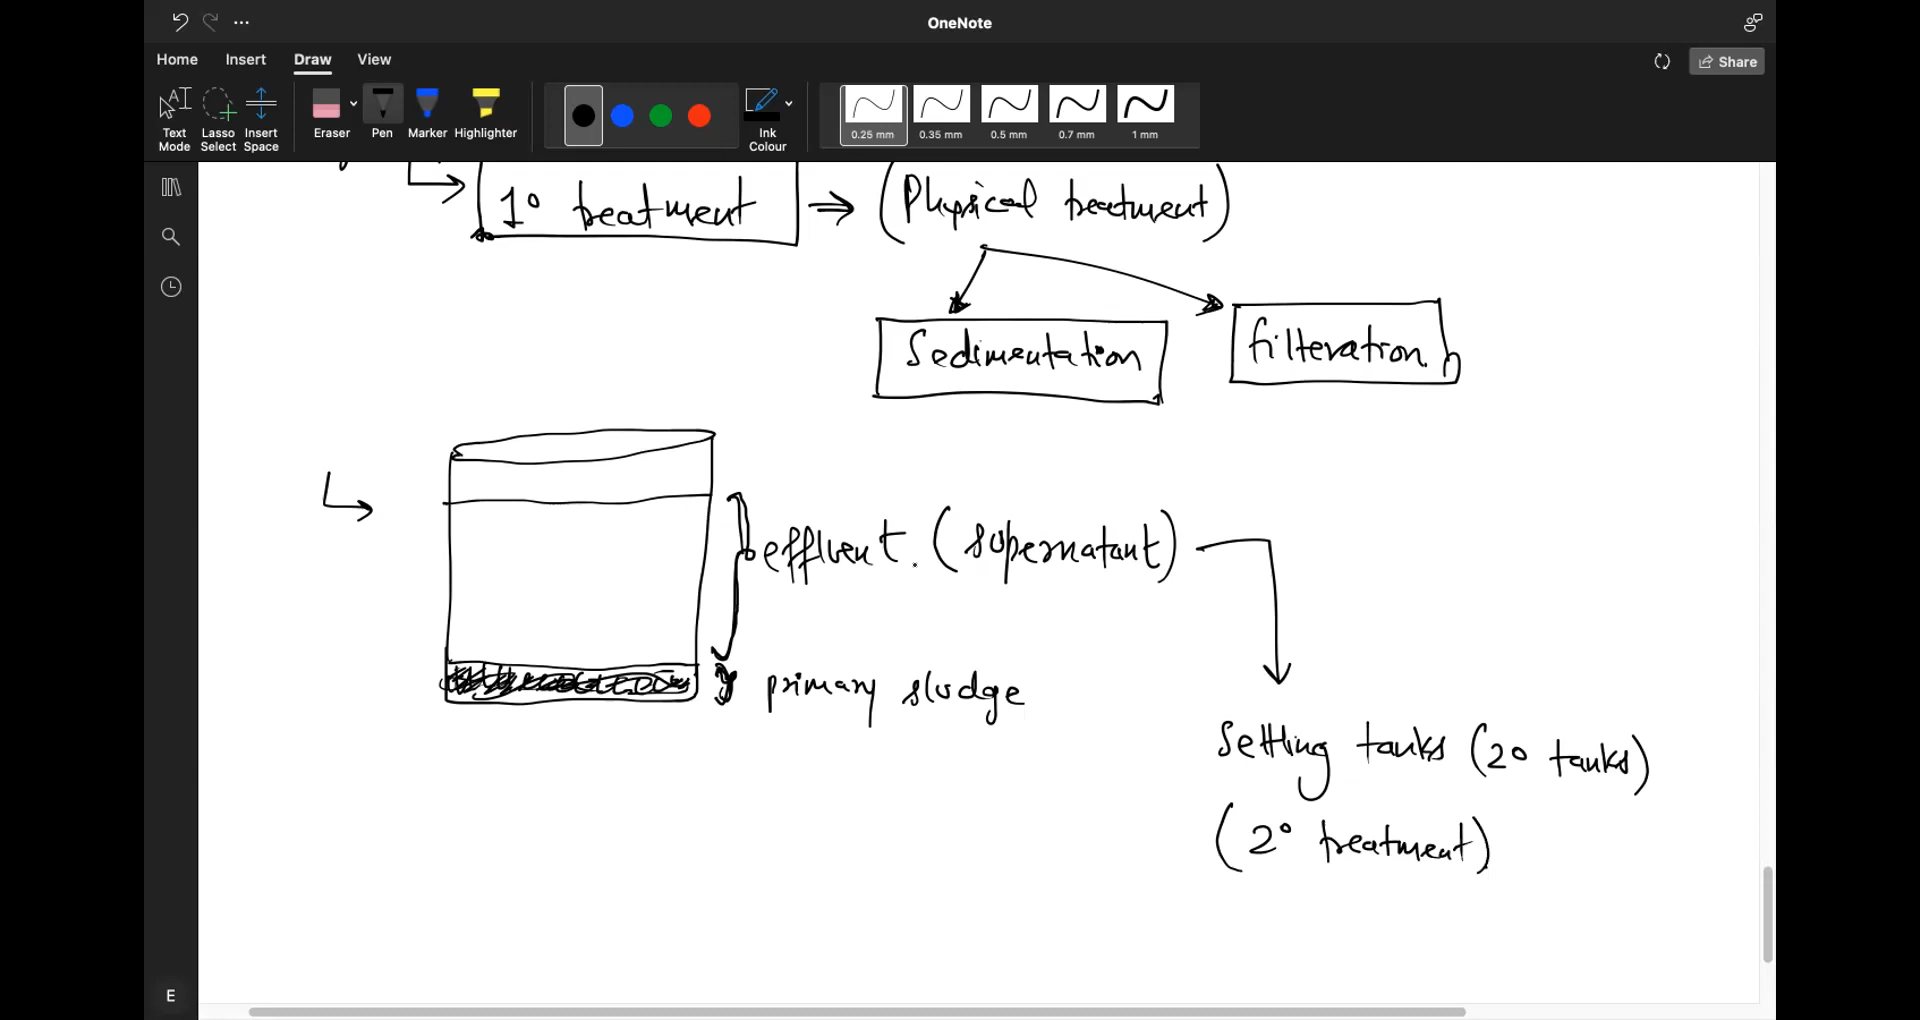 OneNote
Home Insert Draw View
Share
Text Mode
Lasso Select
Insert Space
Eraser
Pen
Marker
Highlighter
Ink Colour
0.25 mm
0.35 mm
0.5 mm
0.7 mm
1 mm
1° treatment ⇒ (Physical treatment)
Sedimentation
filteration
effluent. (supernatant)
primary sludge
Settling tanks (2° tanks)
(2° treatment)
E